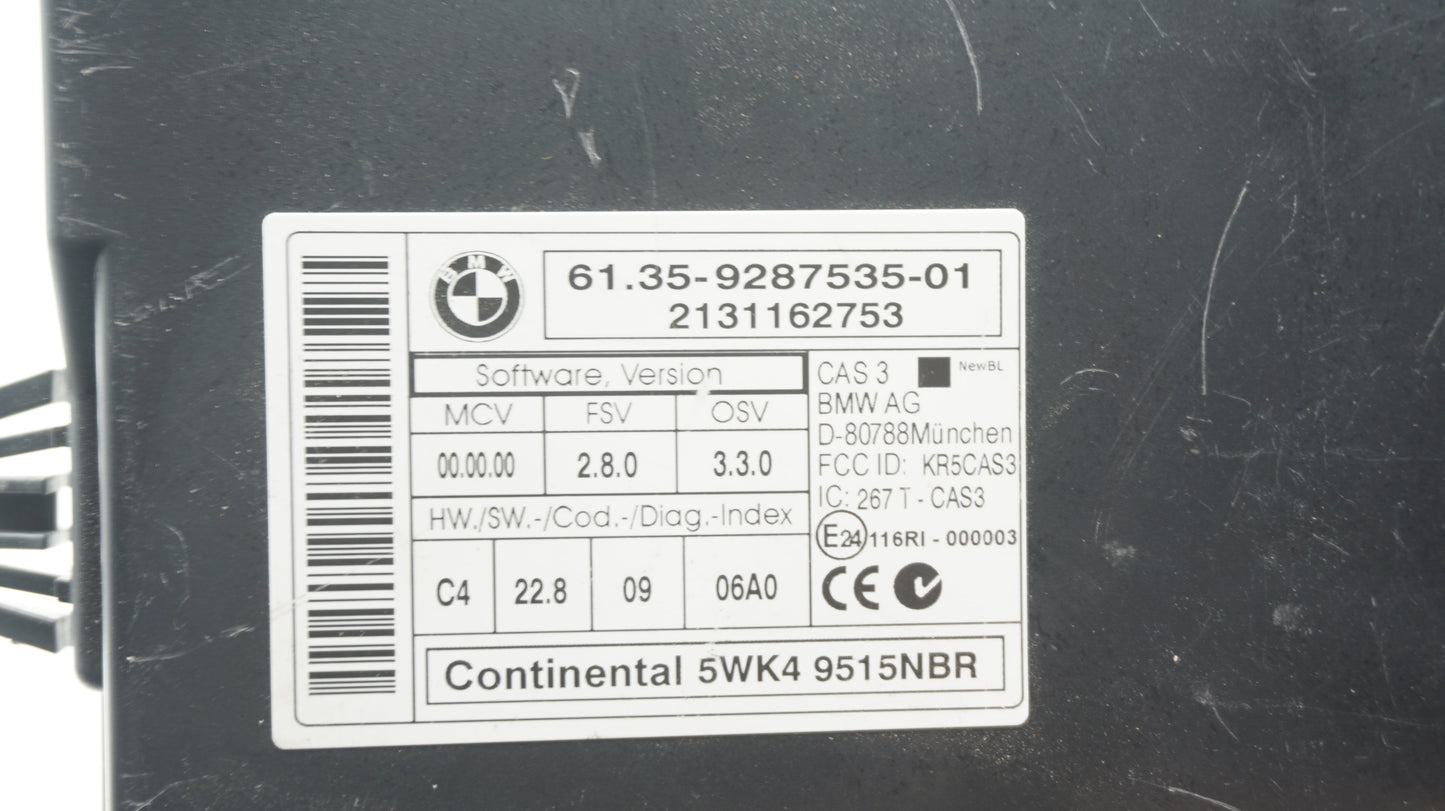 BMW
61.35-9287535-01
2131162753
Software, Version
MCV FSV OSV
00.00.00 2.8.0 3.3.0
HW./SW.-/Cod.-/Diag.-Index
C4 22.8 09 06A0
CAS 3 NewBL
BMW AG
D-80788München
FCC ID: KR5CAS3
IC: 267 T - CAS3
E24 116RI - 000003
CE
Continental 5WK4 9515NBR